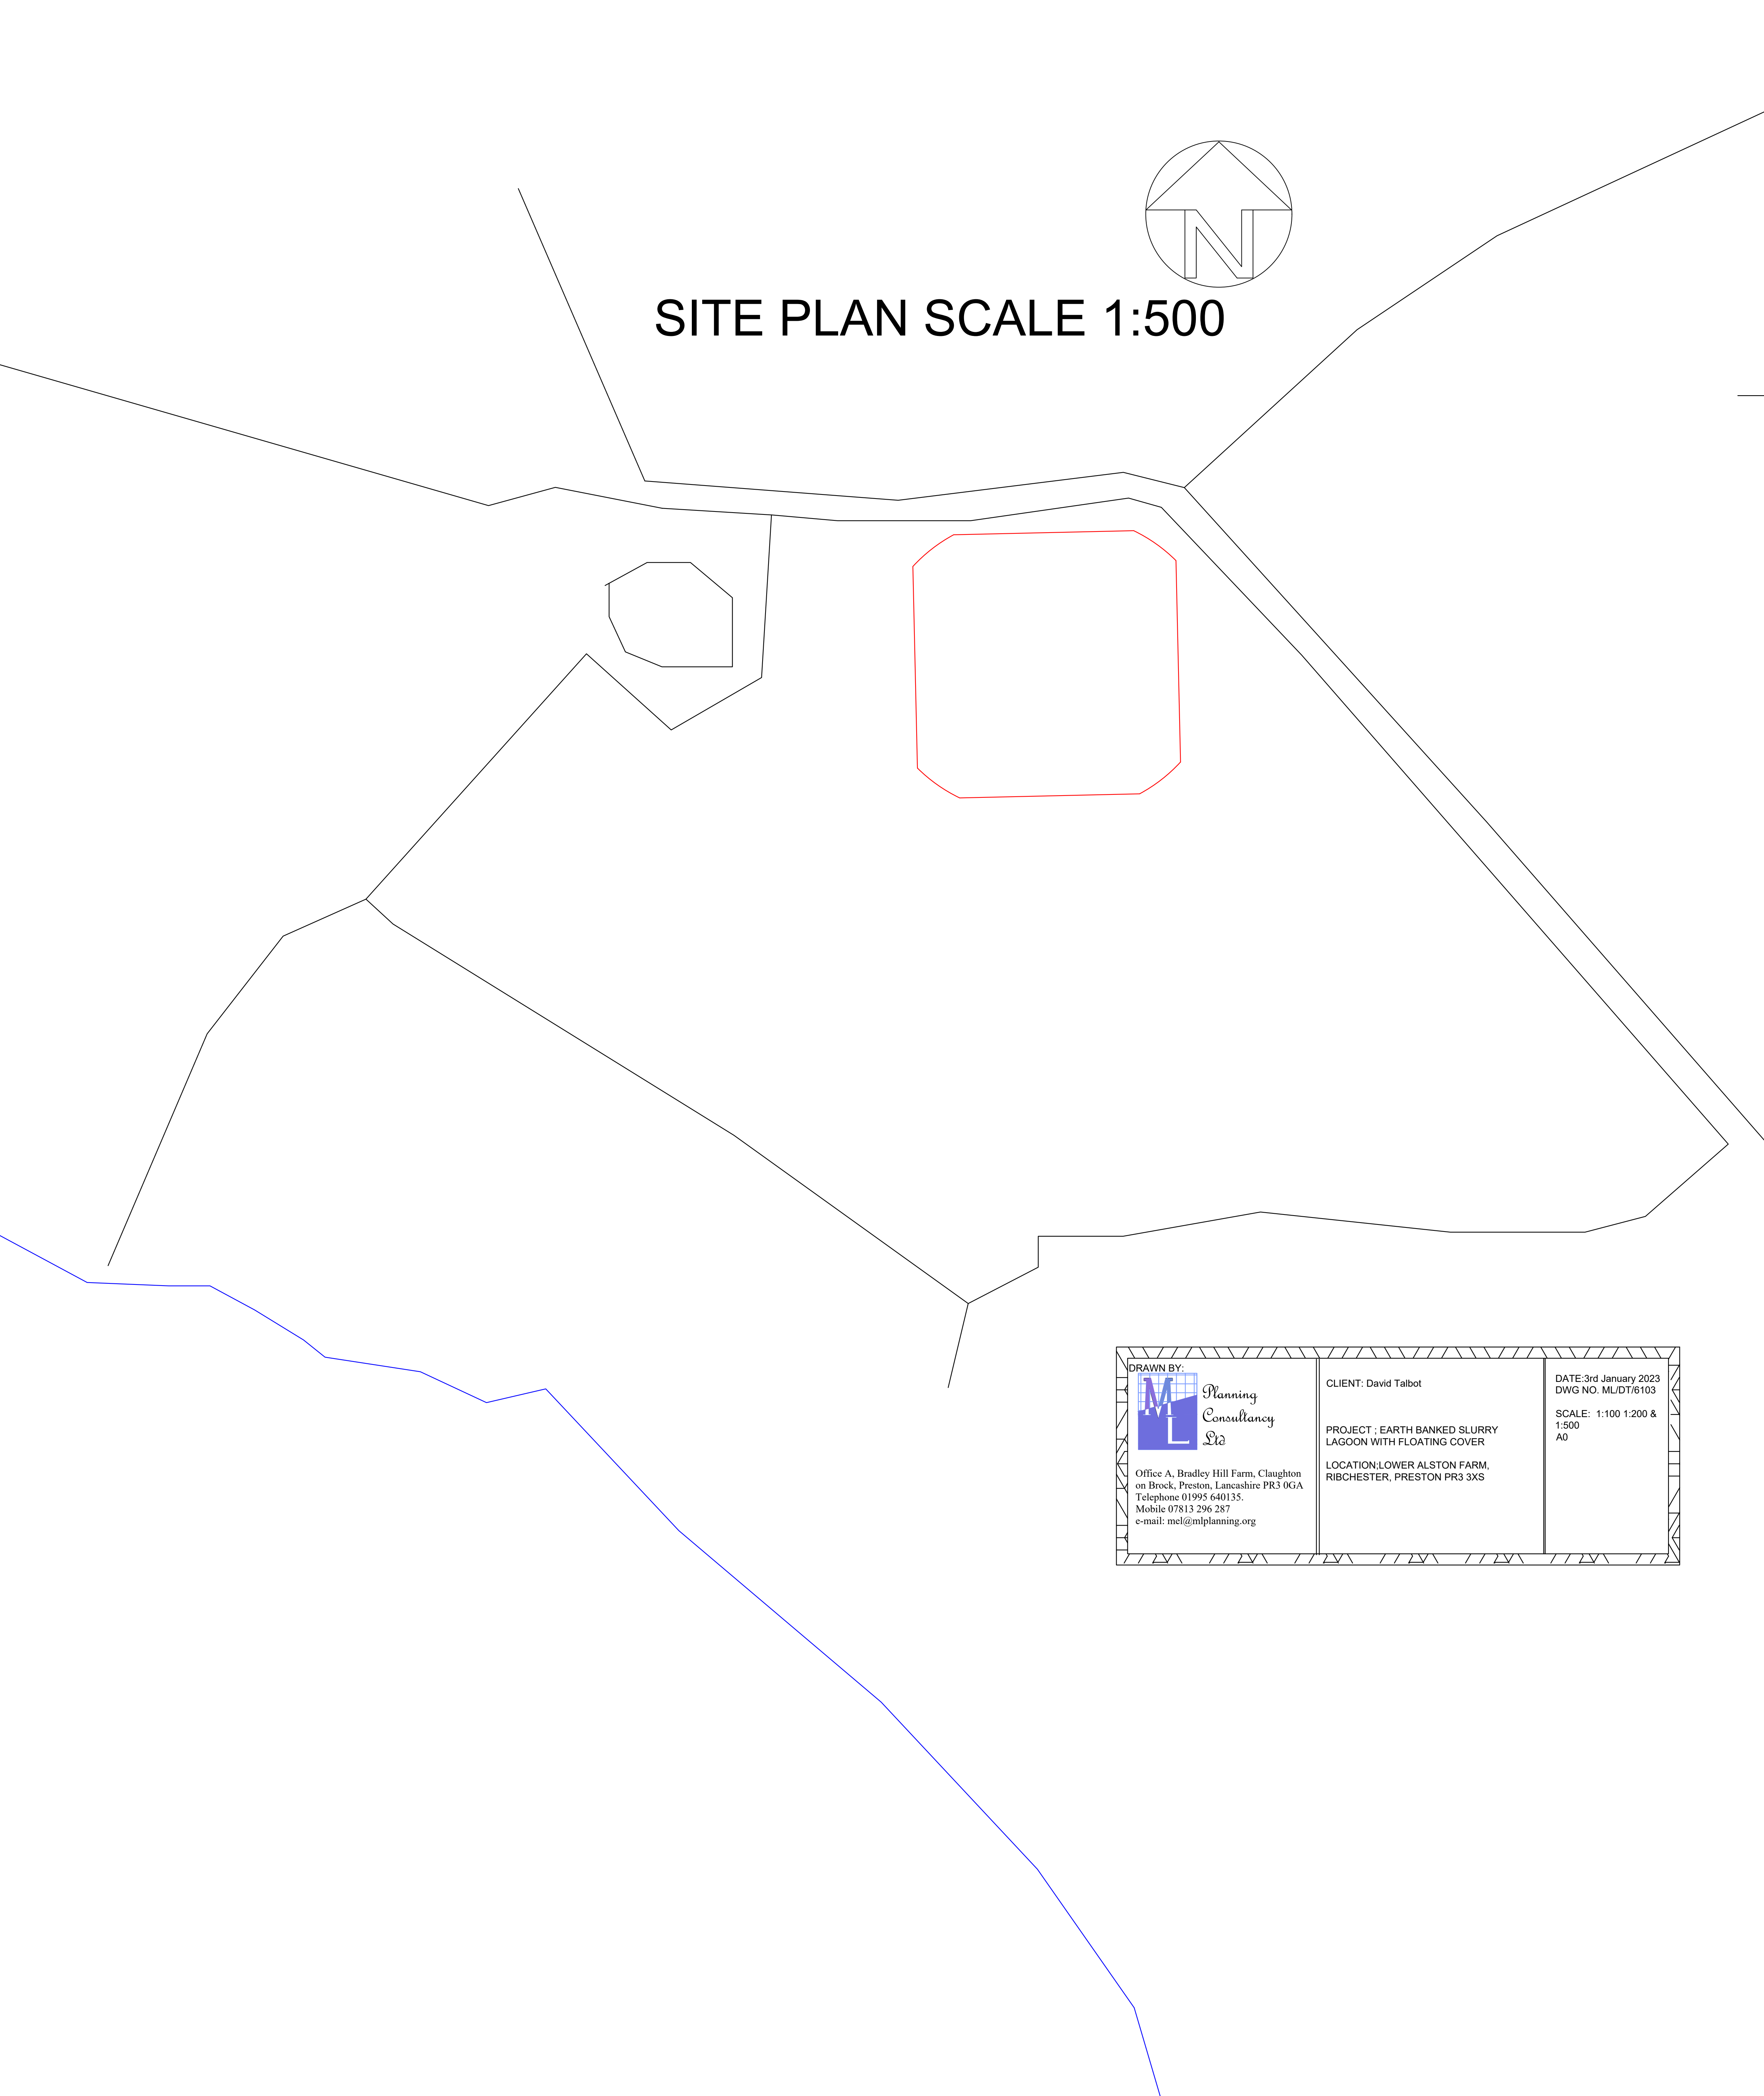 N
SITE PLAN SCALE 1:500
DRAWN BY:
ML
Planning
Consultancy
Ltd
Office A, Bradley Hill Farm, Claughton
on Brock, Preston, Lancashire PR3 0GA
Telephone 01995 640135.
Mobile 07813 296 287
e-mail: mel@mlplanning.org
CLIENT: David Talbot
PROJECT ; EARTH BANKED SLURRY
LAGOON WITH FLOATING COVER
LOCATION;LOWER ALSTON FARM,
RIBCHESTER, PRESTON PR3 3XS
DATE:3rd January 2023
DWG NO. ML/DT/6103
SCALE: 1:100 1:200 &
1:500
A0